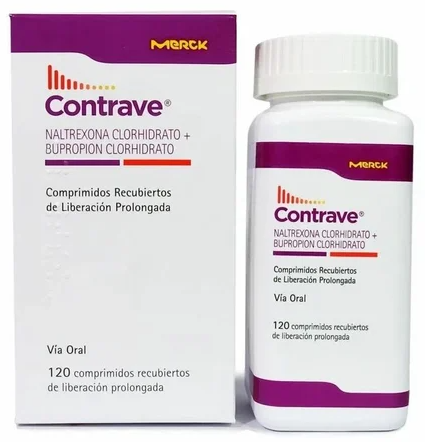 MERCK
Contrave®
NALTREXONA CLORHIDRATO +
BUPROPION CLORHIDRATO
Comprimidos Recubiertos
de Liberación Prolongada
Vía Oral
120 comprimidos recubiertos
de liberación prolongada
MERCK
Contrave®
NALTREXONA CLORHIDRATO +
BUPROPION CLORHIDRATO
Comprimidos Recubiertos
de Liberación Prolongada
Vía Oral
120 comprimidos recubiertos
de liberación prolongada